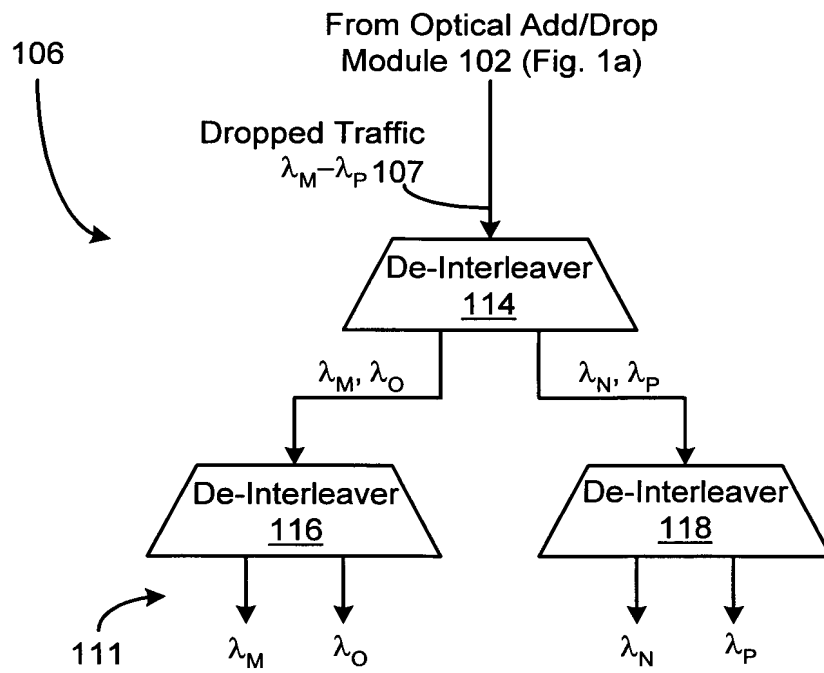 From Optical Add/Drop
Module 102 (Fig. 1a)
106
Dropped Traffic
λM–λP 107
De-Interleaver
114
λM, λO
λN, λP
De-Interleaver
116
De-Interleaver
118
111
λM
λO
λN
λP